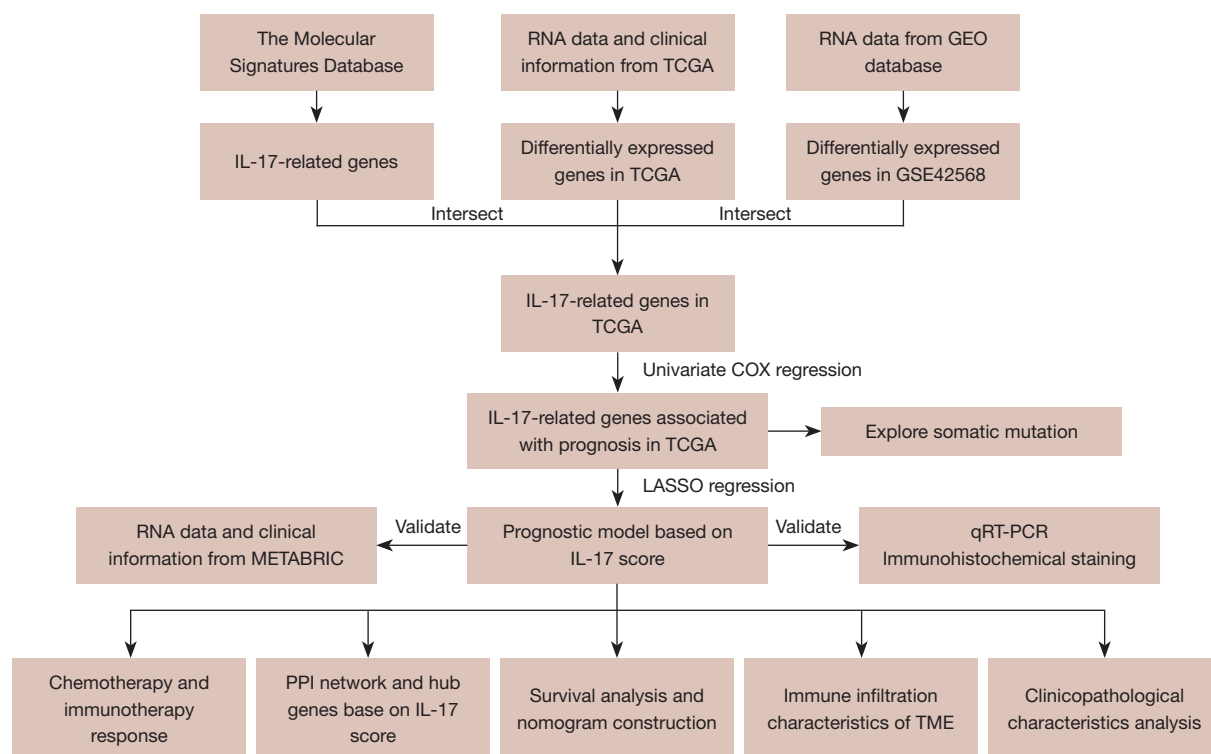 The Molecular
Signatures Database
RNA data and clinical
information from TCGA
RNA data from GEO
database
IL-17-related genes
Differentially expressed
genes in TCGA
Differentially expressed
genes in GSE42568
Intersect
Intersect
IL-17-related genes in
TCGA
Univariate COX regression
IL-17-related genes associated
with prognosis in TCGA
Explore somatic mutation
LASSO regression
RNA data and clinical
information from METABRIC
Validate
Prognostic model based on
IL-17 score
Validate
qRT-PCR
Immunohistochemical staining
Chemotherapy and
immunotherapy
response
PPI network and hub
genes base on IL-17
score
Survival analysis and
nomogram construction
Immune infiltration
characteristics of TME
Clinicopathological
characteristics analysis